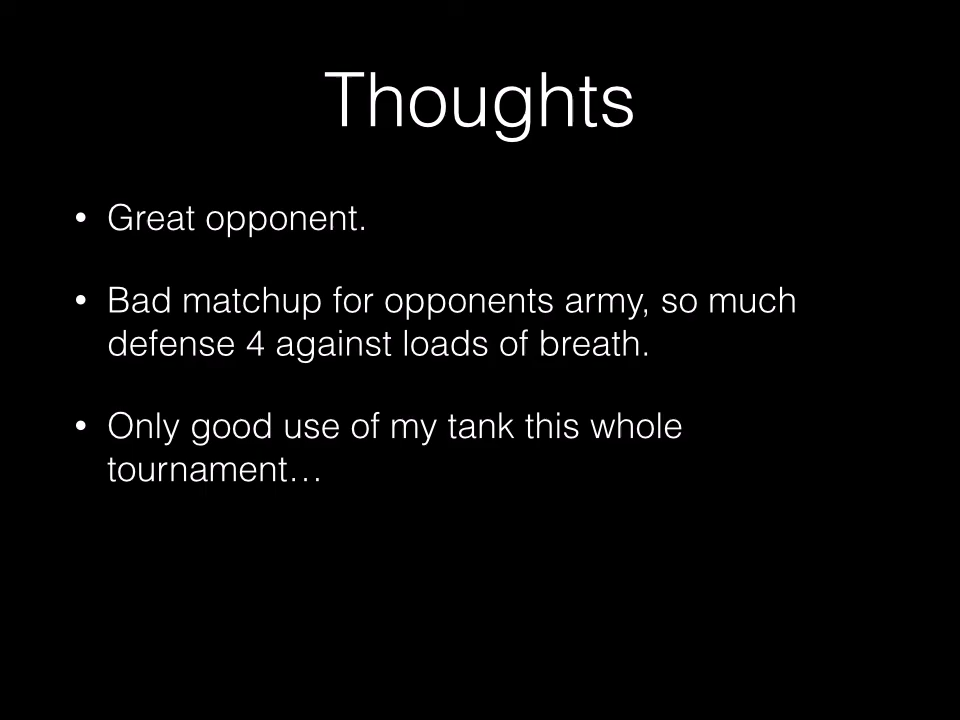 Thoughts
• Great opponent.
• Bad matchup for opponents army, so much
defense 4 against loads of breath.
• Only good use of my tank this whole
tournament…